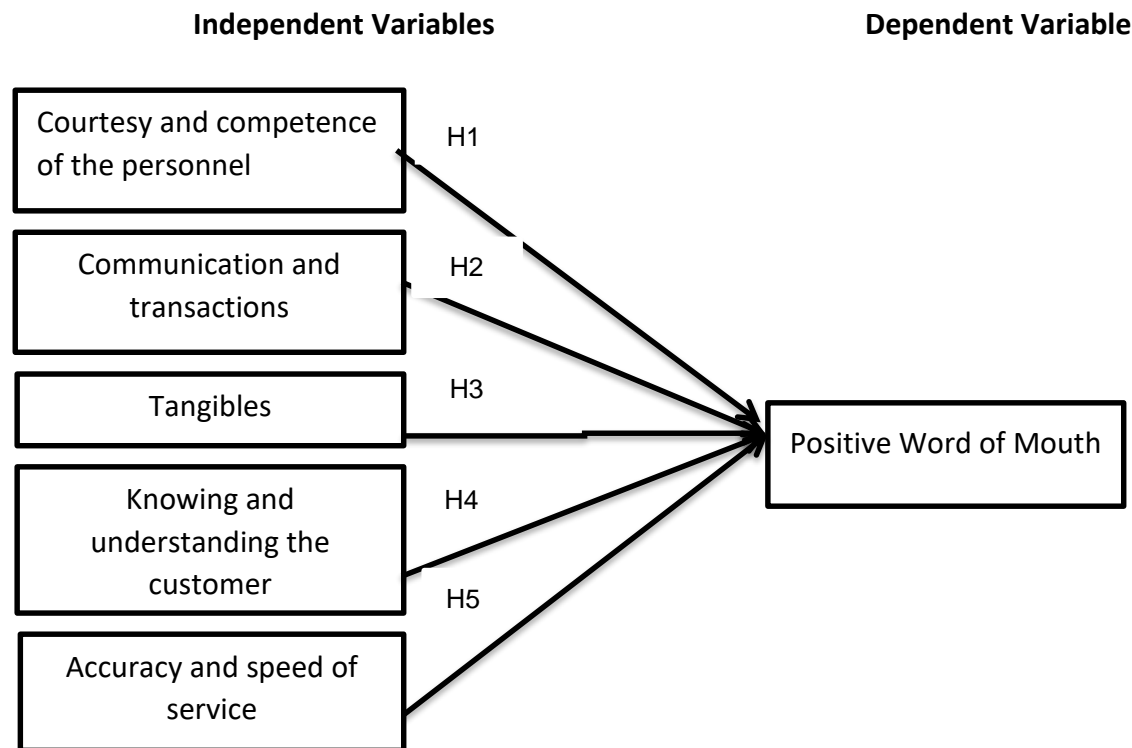 Independent Variables
Dependent Variable
Courtesy and competence
of the personnel
H1
Communication and
transactions
H2
Tangibles
H3
Positive Word of Mouth
Knowing and
understanding the
customer
H4
H5
Accuracy and speed of
service